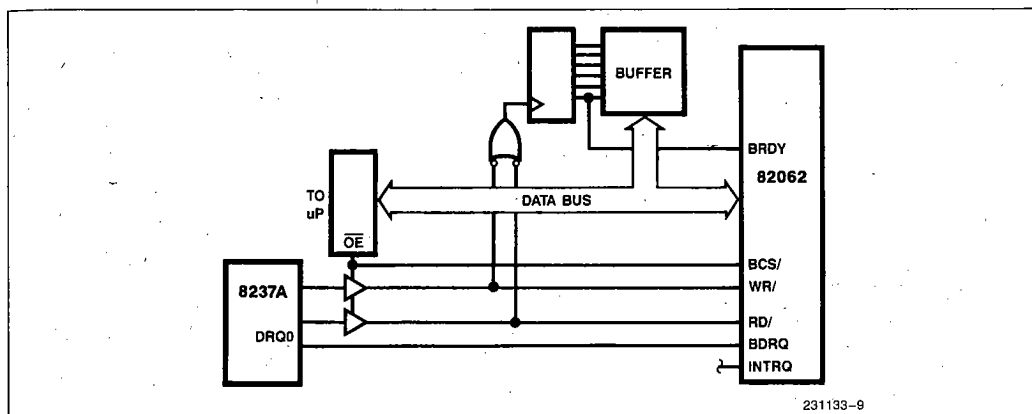 BUFFER
BRDY
82062
TO
uP
DATA BUS
OE
BCS/
8237A
WR/
RD/
DRQ0
BDRQ
INTRQ
231133-9